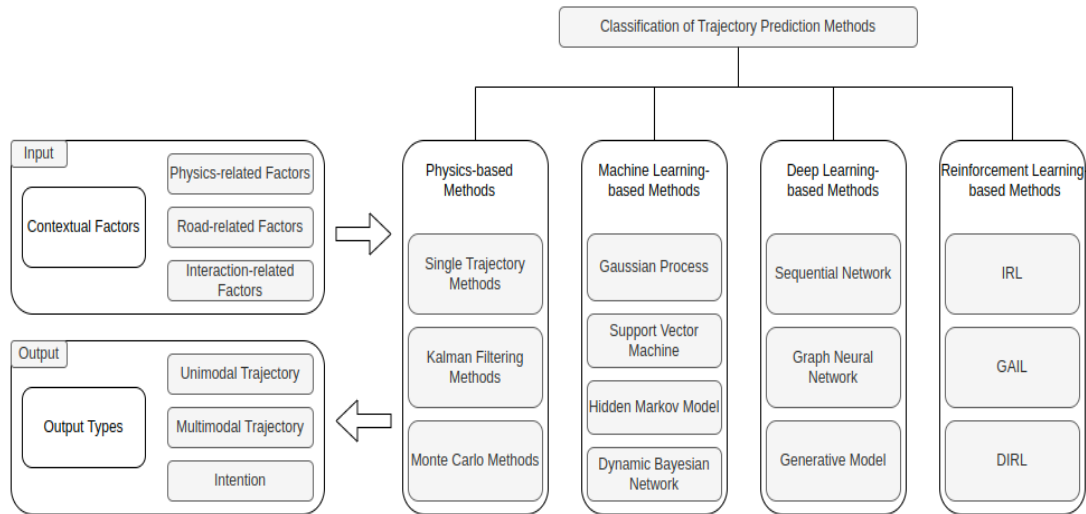 Classification of Trajectory Prediction Methods
Input
Contextual Factors
Physics-related Factors
Road-related Factors
Interaction-related
Factors
Output
Output Types
Unimodal Trajectory
Multimodal Trajectory
Intention
Physics-based
Methods
Single Trajectory
Methods
Kalman Filtering
Methods
Monte Carlo Methods
Machine Learning-
based Methods
Gaussian Process
Support Vector
Machine
Hidden Markov Model
Dynamic Bayesian
Network
Deep Learning-
based Methods
Sequential Network
Graph Neural
Network
Generative Model
Reinforcement Learning-
based Methods
IRL
GAIL
DIRL